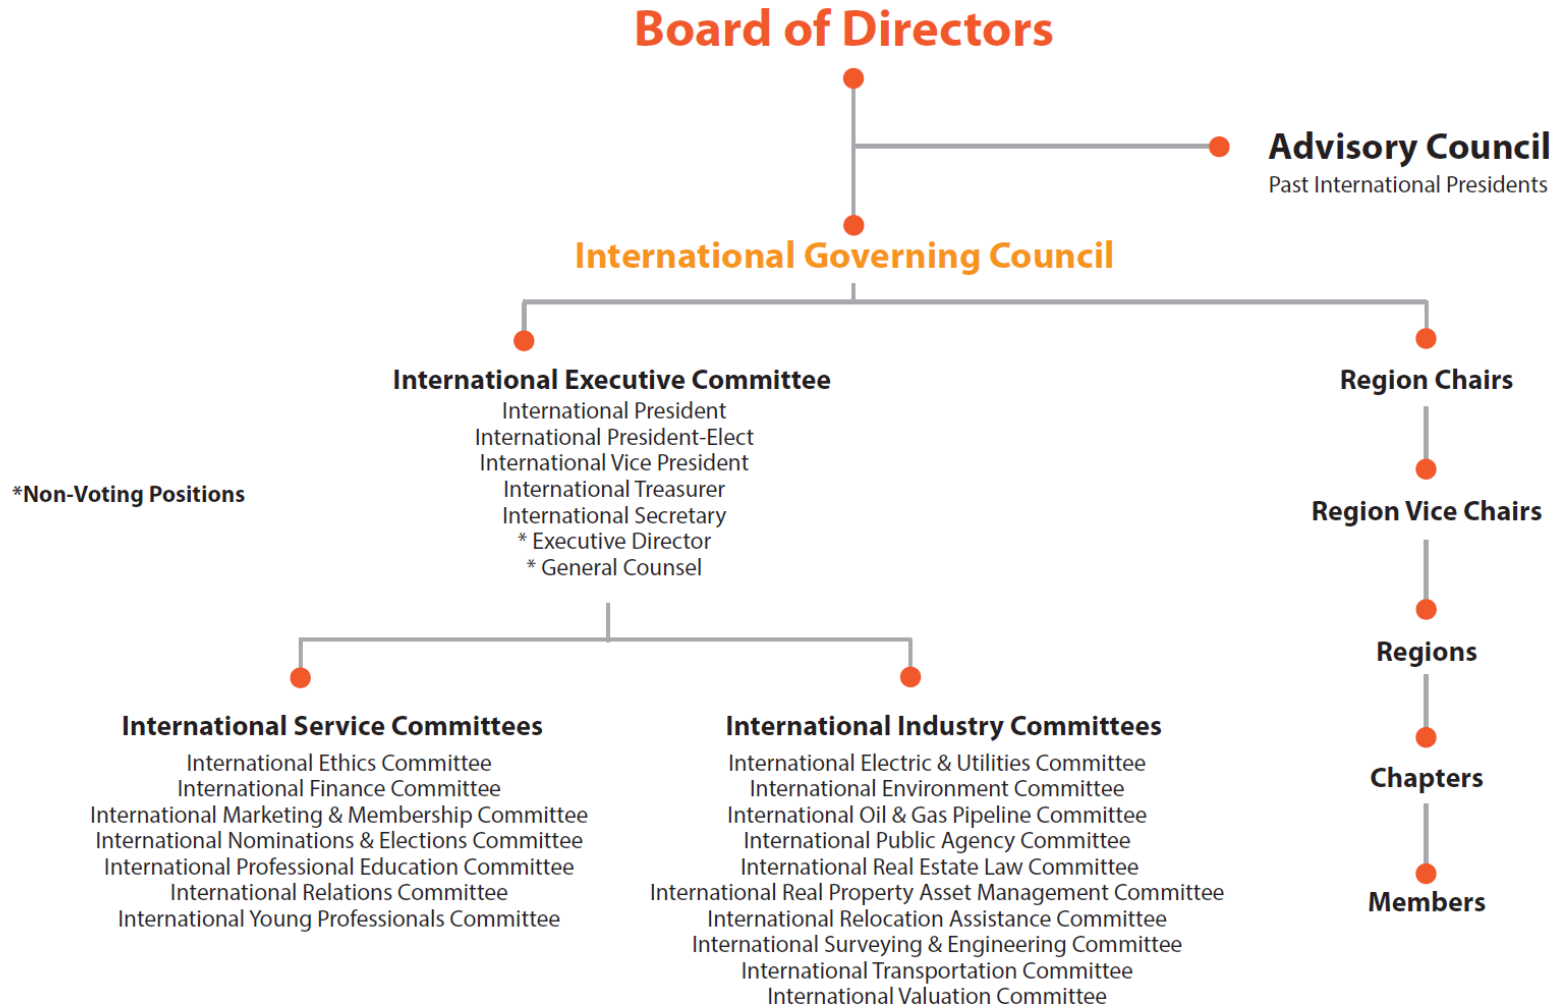 Board of Directors
Advisory Council
Past International Presidents
International Governing Council
International Executive Committee
International President
International President-Elect
International Vice President
International Treasurer
International Secretary
* Executive Director
* General Counsel
Region Chairs
*Non-Voting Positions
Region Vice Chairs
Regions
International Service Committees
International Ethics Committee
International Finance Committee
International Marketing & Membership Committee
International Nominations & Elections Committee
International Professional Education Committee
International Relations Committee
International Young Professionals Committee
International Industry Committees
International Electric & Utilities Committee
International Environment Committee
International Oil & Gas Pipeline Committee
International Public Agency Committee
International Real Estate Law Committee
International Real Property Asset Management Committee
International Relocation Assistance Committee
International Surveying & Engineering Committee
International Transportation Committee
International Valuation Committee
Chapters
Members